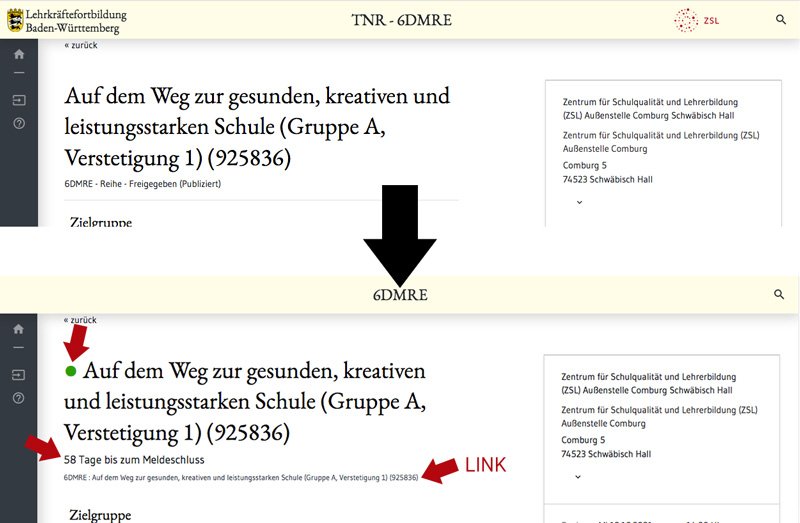 Lehrkräftefortbildung
Baden-Württemberg
TNR - 6DMRE
ZSL
« zurück
Auf dem Weg zur gesunden, kreativen und
leistungsstarken Schule (Gruppe A,
Verstetigung 1) (925836)
6DMRE - Reihe - Freigegeben (Publiziert)
Zielgruppe
Zentrum für Schulqualität und Lehrerbildung
(ZSL) Außenstelle Comburg Schwäbisch Hall
Zentrum für Schulqualität und Lehrerbildung (ZSL)
Außenstelle Comburg
Comburg 5
74523 Schwäbisch Hall
6DMRE
« zurück
Auf dem Weg zur gesunden, kreativen
und leistungsstarken Schule (Gruppe A,
Verstetigung 1) (925836)
58 Tage bis zum Meldeschluss
6DMRE : Auf dem Weg zur gesunden, kreativen und leistungsstarken Schule (Gruppe A, Verstetigung 1) (925836)
LINK
Zielgruppe
Zentrum für Schulqualität und Lehrerbildung
(ZSL) Außenstelle Comburg Schwäbisch Hall
Zentrum für Schulqualität und Lehrerbildung (ZSL)
Außenstelle Comburg
Comburg 5
74523 Schwäbisch Hall